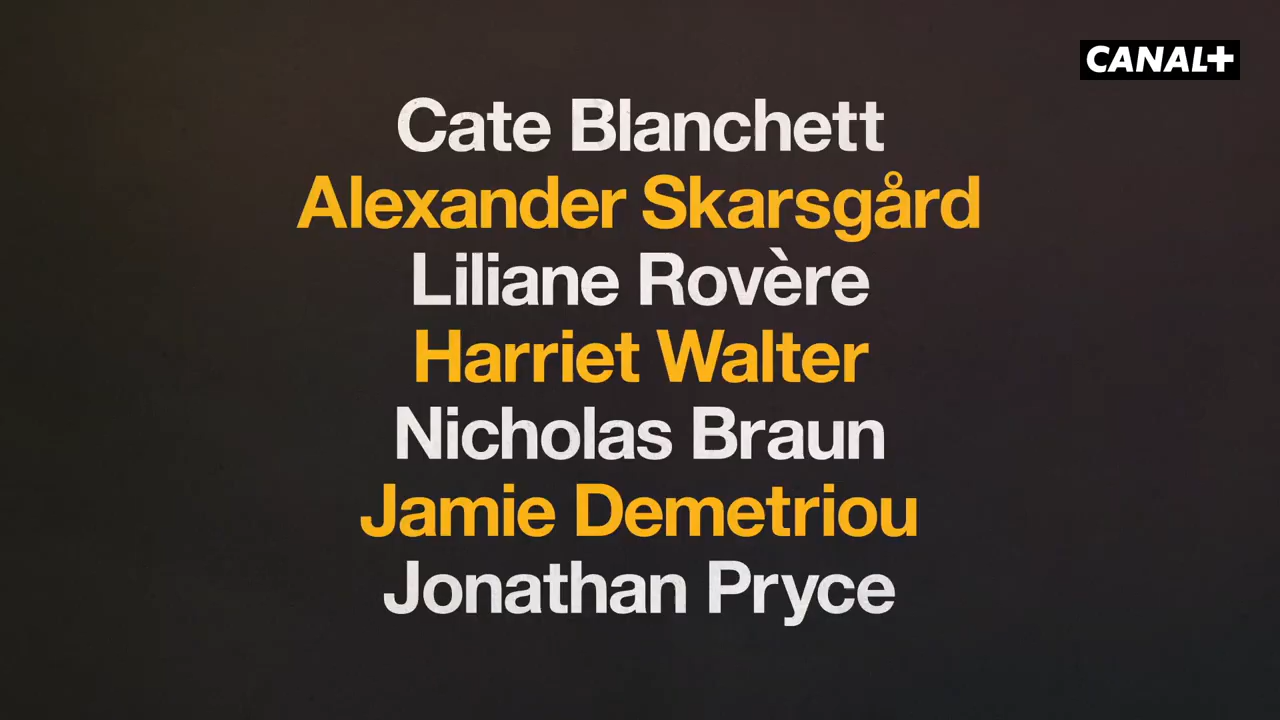 CANAL+
Cate Blanchett
Alexander Skarsgård
Liliane Rovère
Harriet Walter
Nicholas Braun
Jamie Demetriou
Jonathan Pryce